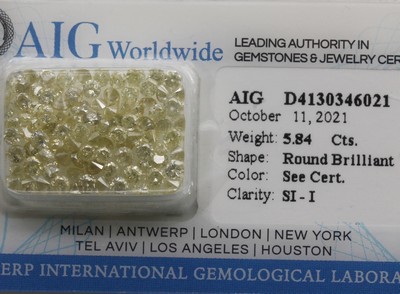 AIG Worldwide
LEADING AUTHORITY IN
GEMSTONES & JEWELRY CER
AIG D4130346021
October 11, 2021
Weight: 5.84 Cts.
Shape: Round Brilliant
Color: See Cert.
Clarity: SI - I
MILAN | ANTWERP | LONDON | NEW YORK
TEL AVIV | LOS ANGELES | HOUSTON
ERP INTERNATIONAL GEMOLOGICAL LABORA